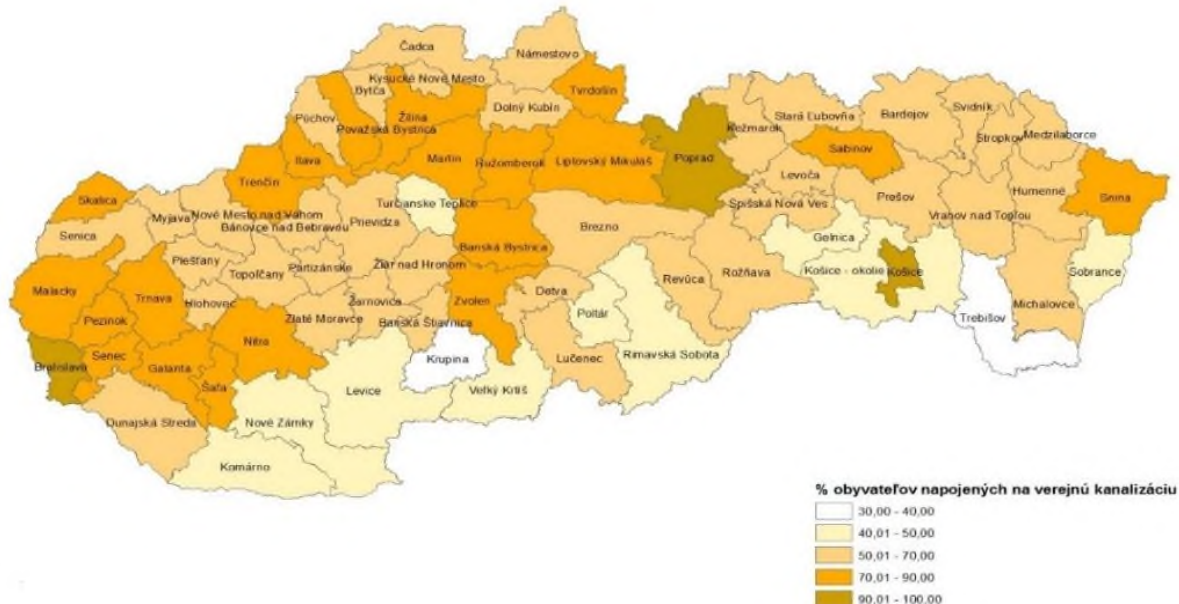 Čadca
Námestovo
Kysucké Nové Mesto
Bytča
Tvrdošín
Púchov
Žilina
Dolný Kubín
Považská Bystrica
Ilava
Martin
Ružomberok
Liptovský Mikuláš
Poprad
Kežmarok
Stará Ľubovňa
Bardejov
Svidník
Stropkov
Medzilaborce
Sabinov
Trenčín
Levoča
Prešov
Humenné
Snina
Skalica
Myjava
Nové Mesto nad Váhom
Bánovce nad Bebravou
Prievidza
Turčianske Teplice
Spišská Nová Ves
Vranov nad Topľou
Senica
Banská Bystrica
Brezno
Gelnica
Piešťany
Topoľčany
Partizánske
Žiar nad Hronom
Revúca
Rožňava
Košice - okolie
Košice
Sobrance
Malacky
Trnava
Hlohovec
Žarnovica
Zvolen
Detva
Poltár
Michalovce
Pezinok
Zlaté Moravce
Banská Štiavnica
Trebišov
Bratislava
Senec
Galanta
Nitra
Krupina
Lučenec
Rimavská Sobota
Šaľa
Levice
Veľký Krtíš
Dunajská Streda
Nové Zámky
Komárno
% obyvateľov napojených na verejnú kanalizáciu
30,00 - 40,00
40,01 - 50,00
50,01 - 70,00
70,01 - 90,00
90,01 - 100,00